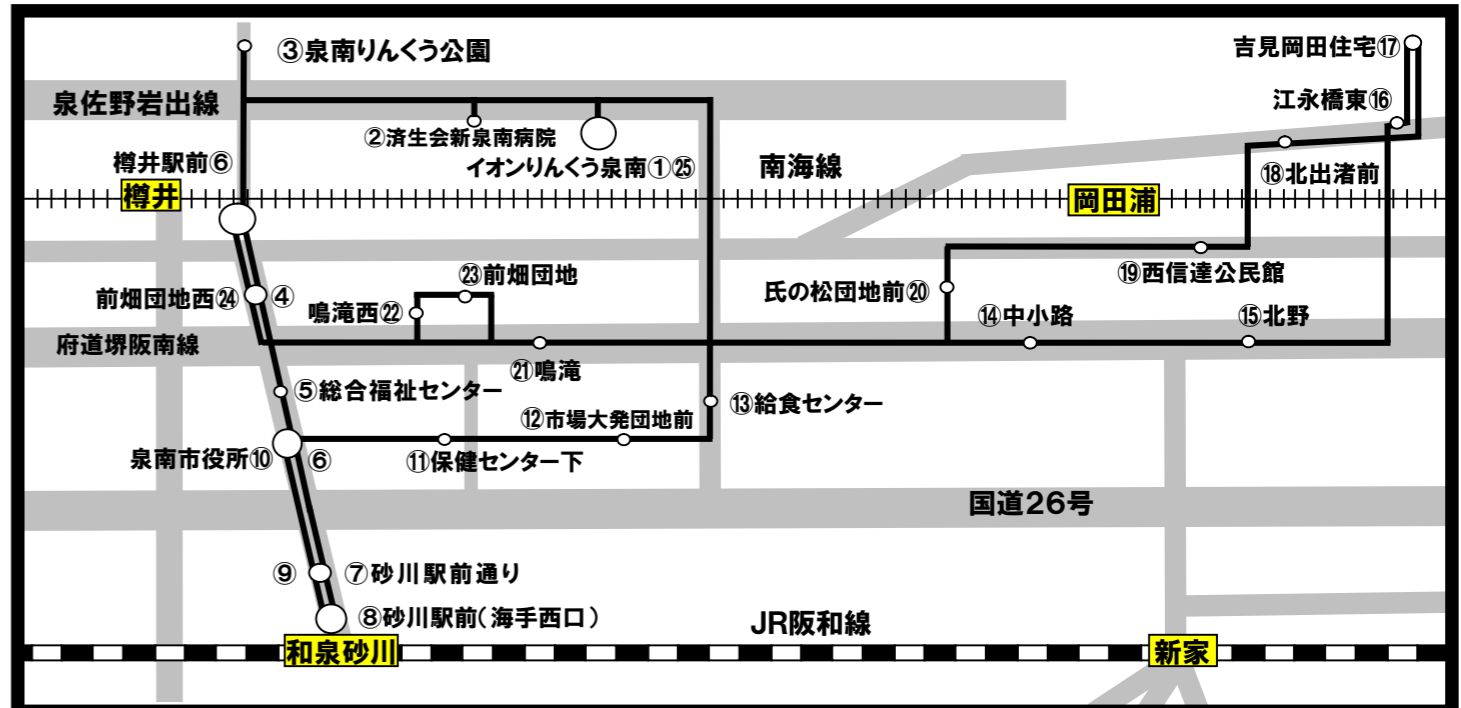 ③泉南りんくう公園
吉見岡田住宅⑰
泉佐野岩出線
江永橋東⑯
②済生会新泉南病院
樽井駅前⑥
イオンりんくう泉南①㉕
南海線
⑱北出渚前
樽井
岡田浦
㉓前畑団地
⑲西信達公民館
前畑団地西㉔
④
鳴滝西㉒
氏の松団地前⑳
⑭中小路
⑮北野
府道堺阪南線
㉑鳴滝
⑤総合福祉センター
⑫市場大発団地前
⑬給食センター
泉南市役所⑩
⑥
⑪保健センター下
国道26号
⑨
⑦砂川駅前通り
⑧砂川駅前(海手西口)
JR阪和線
和泉砂川
新家